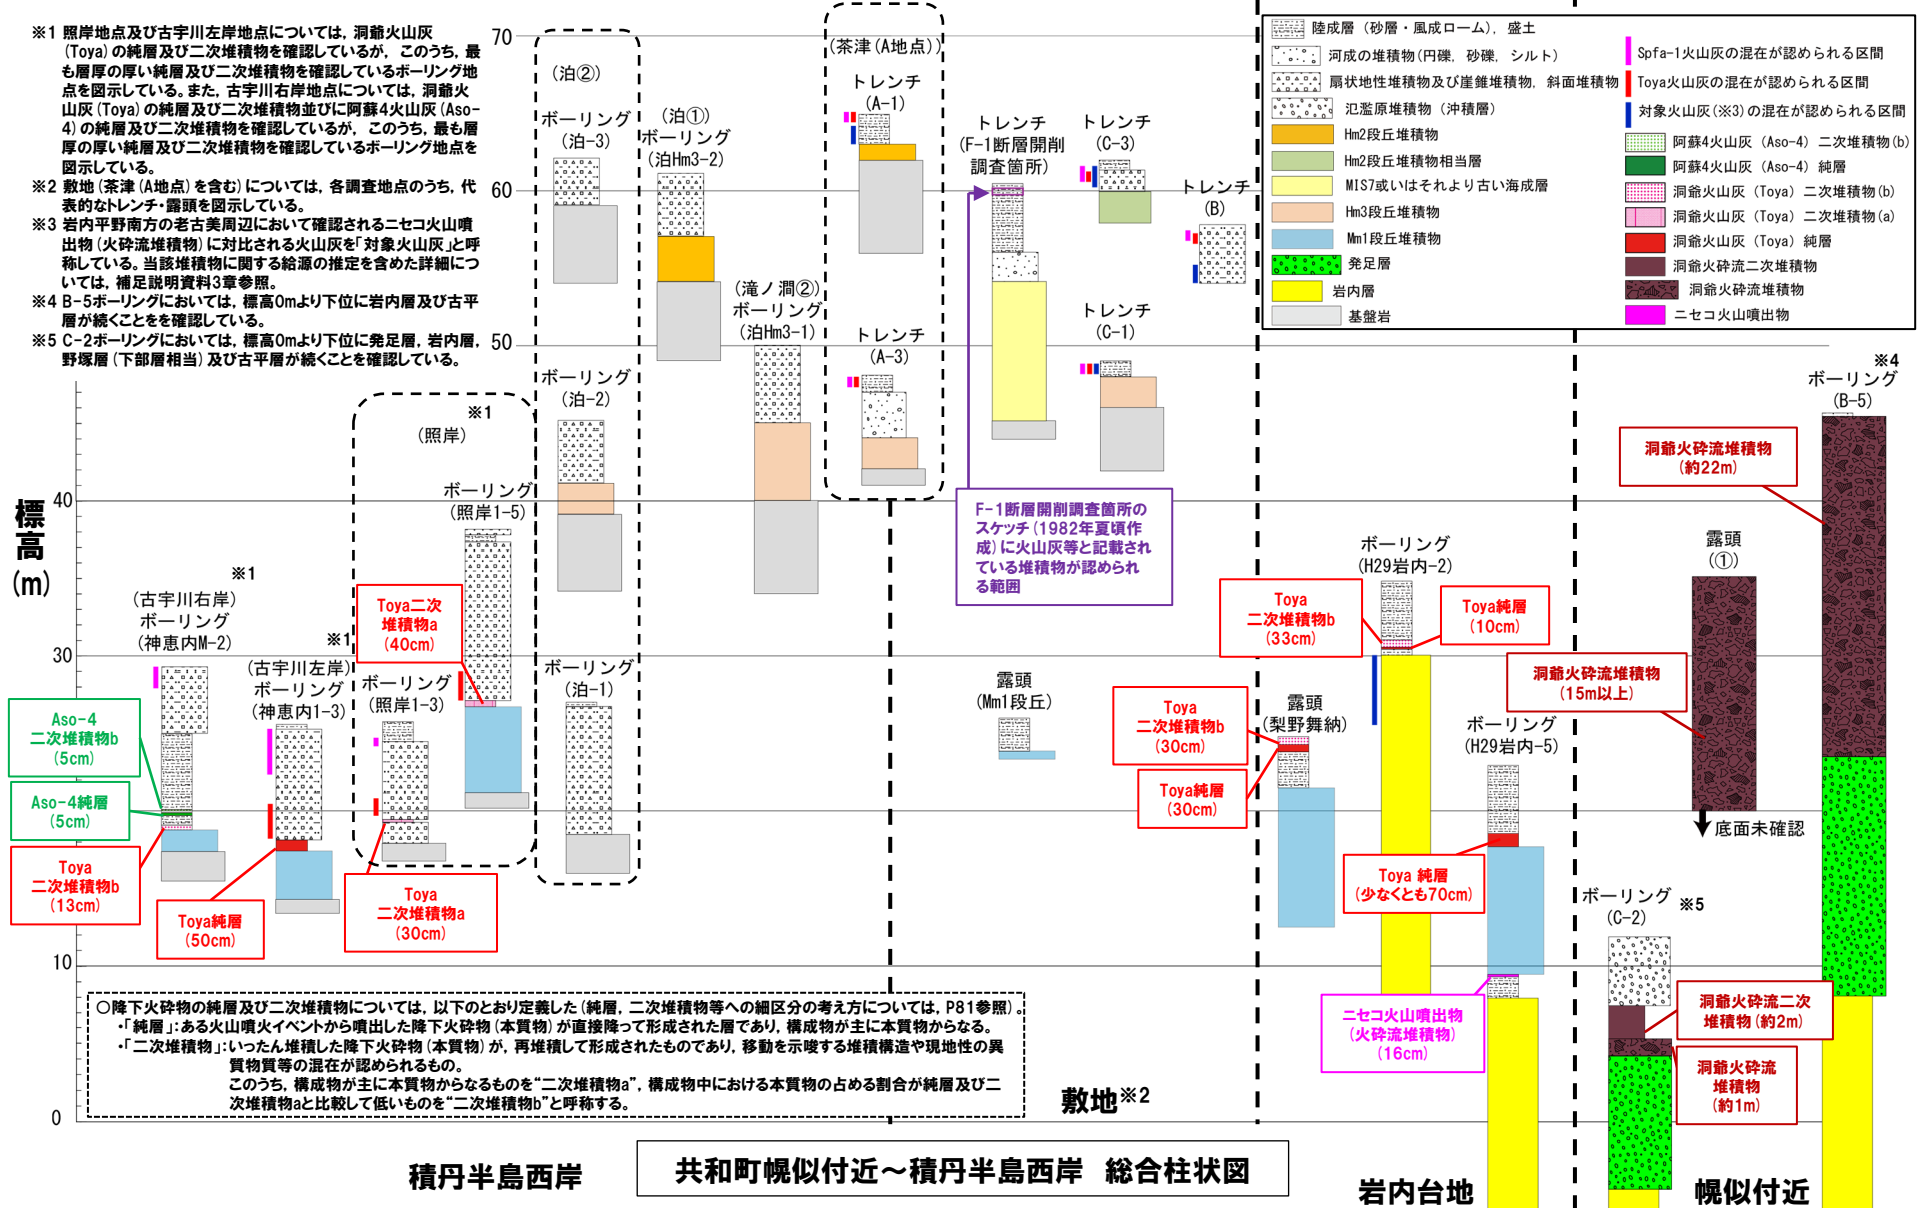 ※1 照岸地点及び古宇川左岸地点については，洞爺火山灰
(Toya)の純層及び二次堆積物を確認しているが，このうち，最
も層厚の厚い純層及び二次堆積物を確認しているボーリング地
点を図示している。また，古宇川右岸地点については，洞爺火
山灰(Toya)の純層及び二次堆積物並びに阿蘇4火山灰(Aso-
4)の純層及び二次堆積物を確認しているが，このうち，最も層
厚の厚い純層及び二次堆積物を確認しているボーリング地点を
図示している。
※2 敷地(茶津(A地点)を含む)については，各調査地点のうち，代
表的なトレンチ・露頭を図示している。
※3 岩内平野南方の老古美周辺において確認されるニセコ火山噴
出物(火砕流堆積物)に対比される火山灰を「対象火山灰」と呼
称している。当該堆積物に関する給源の推定を含めた詳細につ
いては，補足説明資料3章参照。
※4 B-5ボーリングにおいては，標高0mより下位に岩内層及び古平
層が続くことをを確認している。
※5 C-2ボーリングにおいては，標高0mより下位に発足層，岩内層，
野塚層(下部層相当)及び古平層が続くことを確認している。
陸成層（砂層・風成ローム），盛土
河成の堆積物(円礫，砂礫，シルト)
扇状地性堆積物及び崖錐堆積物，斜面堆積物
氾濫原堆積物（沖積層）
Hm2段丘堆積物
Hm2段丘堆積物相当層
MIS7或いはそれより古い海成層
Hm3段丘堆積物
Mm1段丘堆積物
発足層
岩内層
基盤岩
Spfa-1火山灰の混在が認められる区間
Toya火山灰の混在が認められる区間
対象火山灰(※3)の混在が認められる区間
阿蘇4火山灰（Aso-4）二次堆積物(b)
阿蘇4火山灰（Aso-4）純層
洞爺火山灰（Toya）二次堆積物(b)
洞爺火山灰（Toya）二次堆積物(a)
洞爺火山灰（Toya）純層
洞爺火砕流二次堆積物
洞爺火砕流堆積物
ニセコ火山噴出物
標高
(m)
70
60
50
40
30
10
0
※1
(古宇川右岸)
ボーリング
(神恵内M-2)
Aso-4
二次堆積物b
(5cm)
Aso-4純層
(5cm)
Toya
二次堆積物b
(13cm)
※1
(古宇川左岸)
ボーリング
(神恵内1-3)
Toya純層
(50cm)
※1
(照岸)
ボーリング
(照岸1-5)
Toya二次
堆積物a
(40cm)
ボーリング
(照岸1-3)
Toya
二次堆積物a
(30cm)
(泊②)
ボーリング
(泊-3)
ボーリング
(泊-2)
ボーリング
(泊-1)
(泊①)
ボーリング
(泊Hm3-2)
(滝ノ澗②)
ボーリング
(泊Hm3-1)
(茶津(A地点))
トレンチ
(A-1)
トレンチ
(A-3)
トレンチ
(F-1断層開削
調査箇所)
F-1断層開削調査箇所の
スケッチ(1982年夏頃作
成)に火山灰等と記載され
ている堆積物が認められ
る範囲
トレンチ
(C-3)
トレンチ
(C-1)
トレンチ
(B)
露頭
(Mm1段丘)
露頭
(梨野舞納)
Toya
二次堆積物b
(30cm)
Toya純層
(30cm)
ボーリング
(H29岩内-2)
Toya
二次堆積物b
(33cm)
Toya純層
(10cm)
ボーリング
(H29岩内-5)
Toya 純層
(少なくとも70cm)
ニセコ火山噴出物
(火砕流堆積物)
(16cm)
露頭
(①)
洞爺火砕流堆積物
(15m以上)
底面未確認
※4
ボーリング
(B-5)
洞爺火砕流堆積物
(約22m)
ボーリング
(C-2)
※5
洞爺火砕流二次
堆積物(約2m)
洞爺火砕流
堆積物
(約1m)
○降下火砕物の純層及び二次堆積物については，以下のとおり定義した(純層，二次堆積物等への細区分の考え方については，P81参照)。
・「純層」：ある火山噴火イベントから噴出した降下火砕物(本質物)が直接降って形成された層であり，構成物が主に本質物からなる。
・「二次堆積物」：いったん堆積した降下火砕物(本質物)が，再堆積して形成されたものであり，移動を示唆する堆積構造や現地性の異
質物質等の混在が認められるもの。
このうち，構成物が主に本質物からなるものを“二次堆積物a”，構成物中における本質物の占める割合が純層及び二
次堆積物aと比較して低いものを“二次堆積物b”と呼称する。
敷地※2
積丹半島西岸
共和町幌似付近～積丹半島西岸 総合柱状図
岩内台地
幌似付近